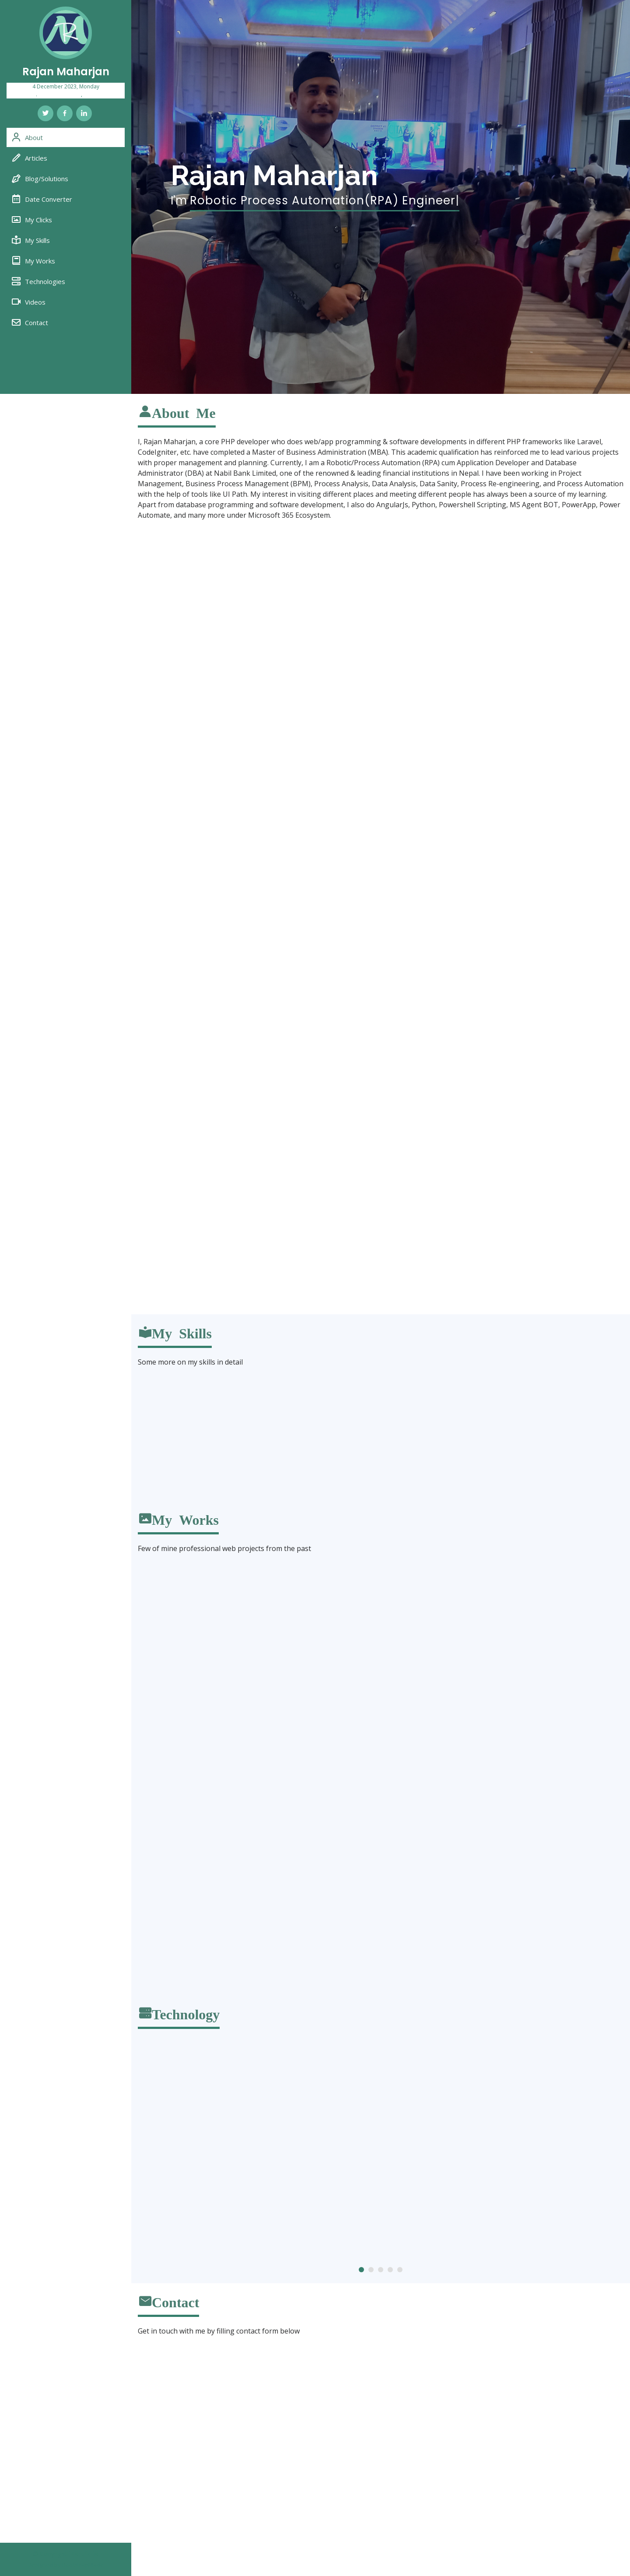 Rajan Maharjan
4 December 2023, Monday
About
Articles
Blog/Solutions
Date Converter
My Clicks
My Skills
My Works
Technologies
Videos
Contact
Rajan Maharjan
I'm Robotic Process Automation(RPA) Engineer|
About Me
I, Rajan Maharjan, a core PHP developer who does web/app programming & software developments in different PHP frameworks like Laravel,
CodeIgniter, etc. have completed a Master of Business Administration (MBA). This academic qualification has reinforced me to lead various projects
with proper management and planning. Currently, I am a Robotic/Process Automation (RPA) cum Application Developer and Database
Administrator (DBA) at Nabil Bank Limited, one of the renowned & leading financial institutions in Nepal. I have been working in Project
Management, Business Process Management (BPM), Process Analysis, Data Analysis, Data Sanity, Process Re-engineering, and Process Automation
with the help of tools like UI Path. My interest in visiting different places and meeting different people has always been a source of my learning.
Apart from database programming and software development, I also do AngularJs, Python, Powershell Scripting, MS Agent BOT, PowerApp, Power
Automate, and many more under Microsoft 365 Ecosystem.
My Skills
Some more on my skills in detail
My Works
Few of mine professional web projects from the past
Technology
Contact
Get in touch with me by filling contact form below